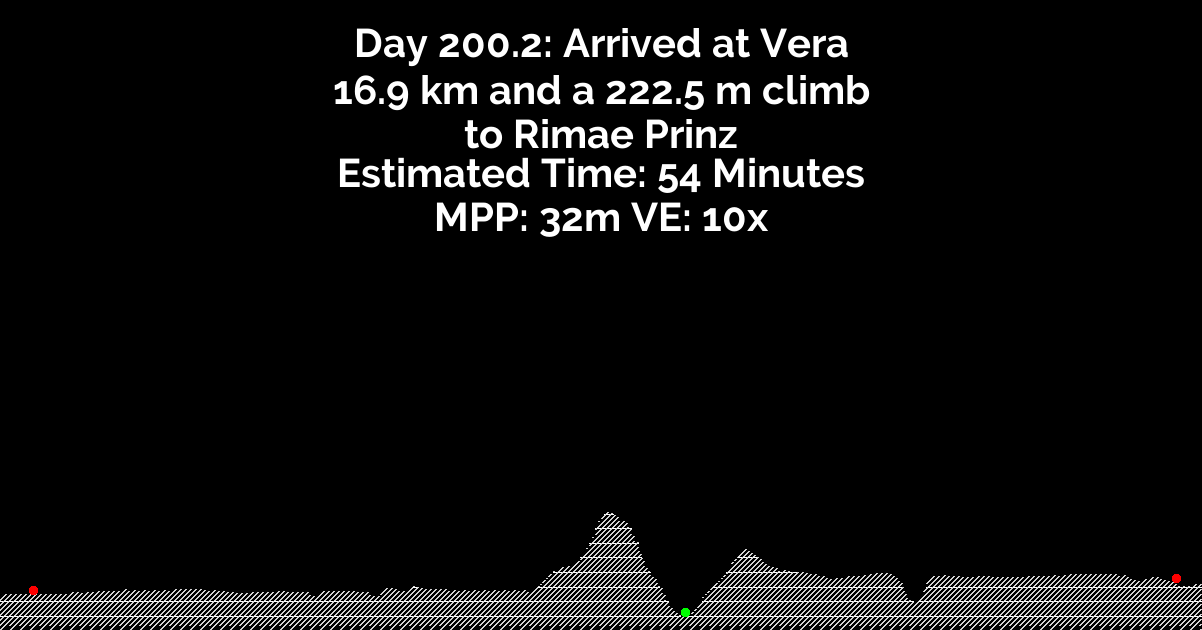 Day 200.2: Arrived at Vera
16.9 km and a 222.5 m climb
to Rimae Prinz
Estimated Time: 54 Minutes
MPP: 32m VE: 10x